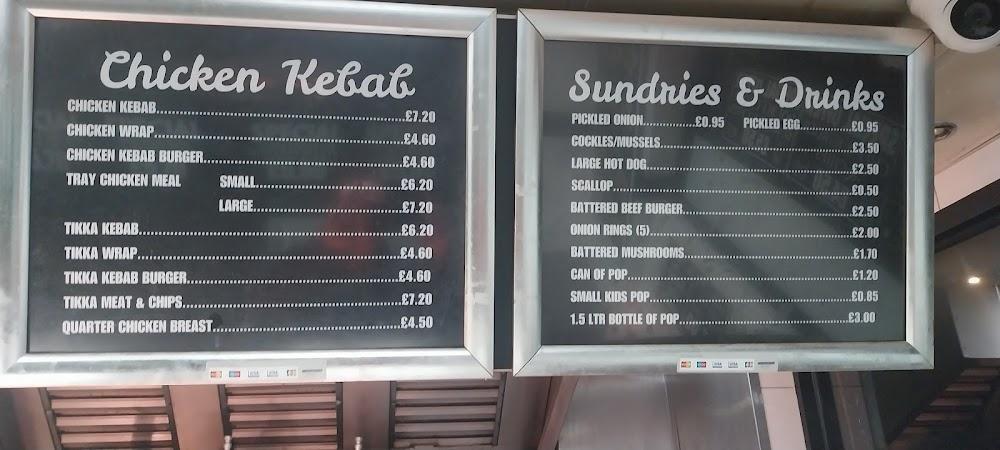 Chicken Kebab
CHICKEN KEBAB.......................................................£7.20
CHICKEN WRAP.......................................................£4.60
CHICKEN KEBAB BURGER.............................................£4.60
TRAY CHICKEN MEAL SMALL................................£6.20
LARGE................................£7.20
TIKKA KEBAB..........................................................£6.20
TIKKA WRAP..........................................................£4.60
TIKKA KEBAB BURGER................................................£4.60
TIKKA MEAT & CHIPS.................................................£7.20
QUARTER CHICKEN BREAST..........................................£4.50
Sundries & Drinks
PICKLED ONION..............£0.95 PICKLED EGG.............£0.95
COCKLES/MUSSELS................................................£3.50
LARGE HOT DOG...................................................£2.50
SCALLOP............................................................£0.50
BATTERED BEEF BURGER..........................................£2.50
ONION RINGS (5)..................................................£2.00
BATTERED MUSHROOMS..........................................£1.70
CAN OF POP........................................................£1.20
SMALL KIDS POP..................................................£0.85
1.5 LTR BOTTLE OF POP..........................................£3.00